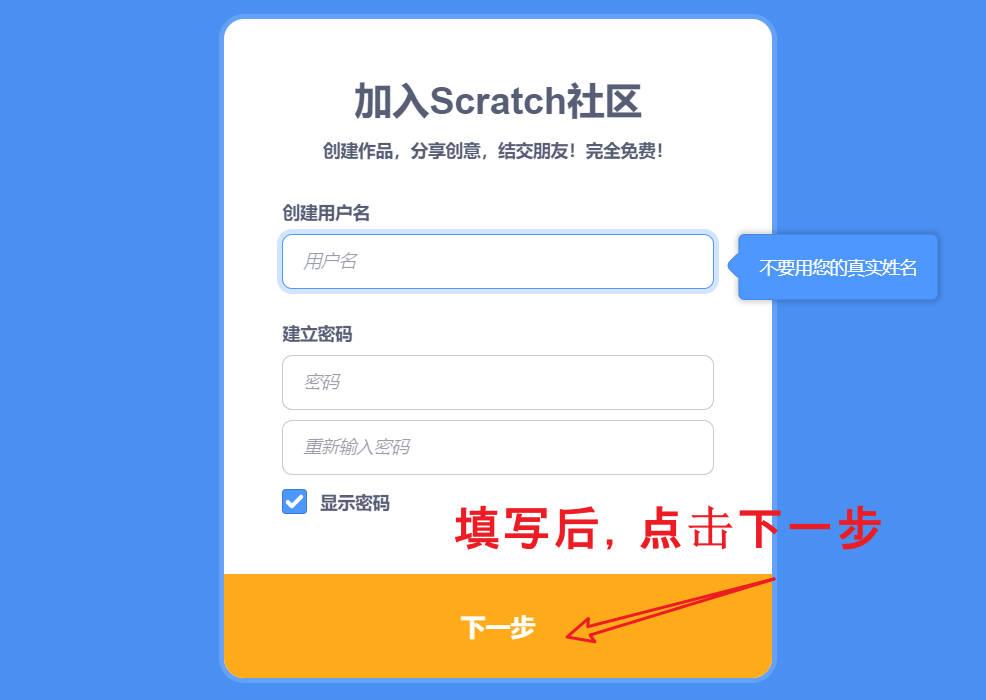 加入Scratch社区
创建作品，分享创意，结交朋友！完全免费！
创建用户名
用户名
不要用您的真实姓名
建立密码
密码
重新输入密码
显示密码
填写后，点击下一步
下一步